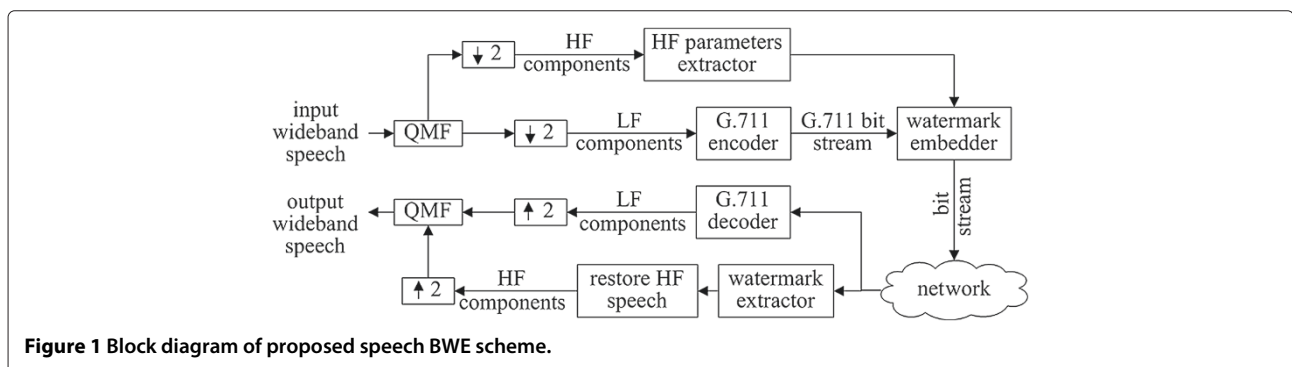 HF
components
↓ 2
HF parameters
extractor
input
wideband
speech
QMF
↓ 2
LF
components
G.711
encoder
G.711 bit
stream
watermark
embedder
bit
stream
output
wideband
speech
QMF
↑ 2
LF
components
G.711
decoder
↑ 2
HF
components
restore HF
speech
watermark
extractor
network
Figure 1 Block diagram of proposed speech BWE scheme.